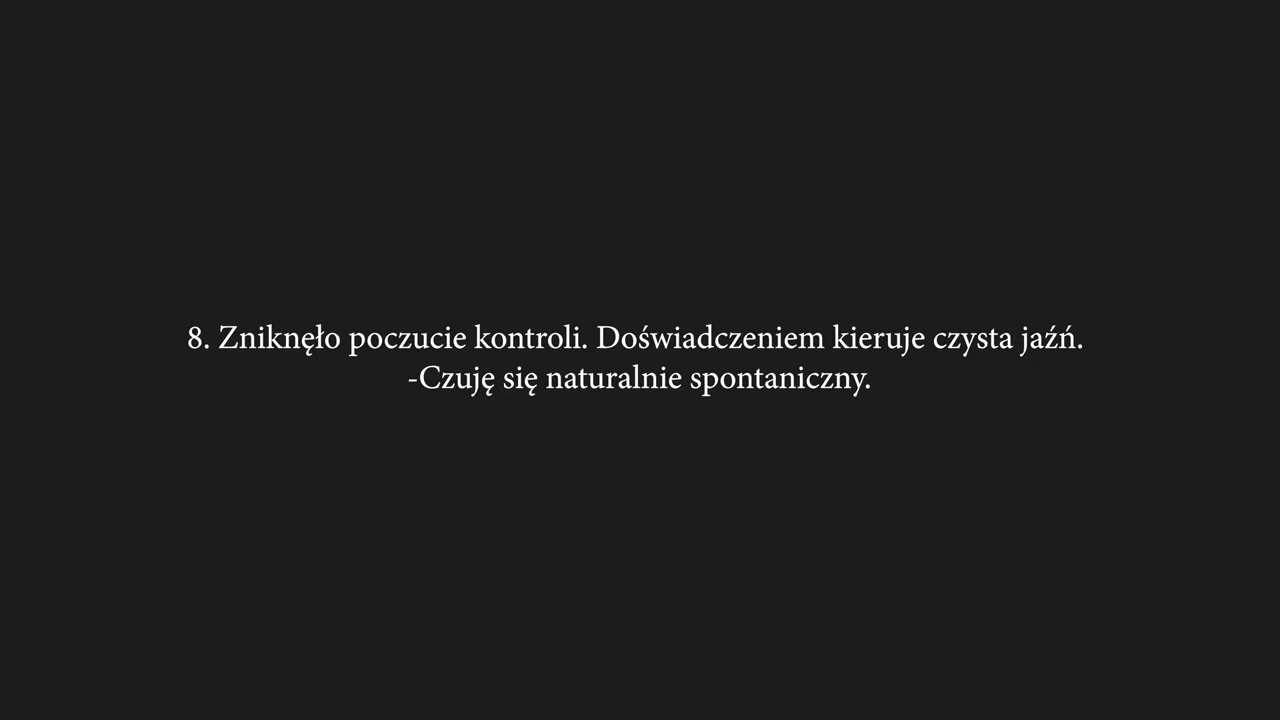 8. Zniknęło poczucie kontroli. Doświadczeniem kieruje czysta jaźń.
-Czuję się naturalnie spontaniczny.